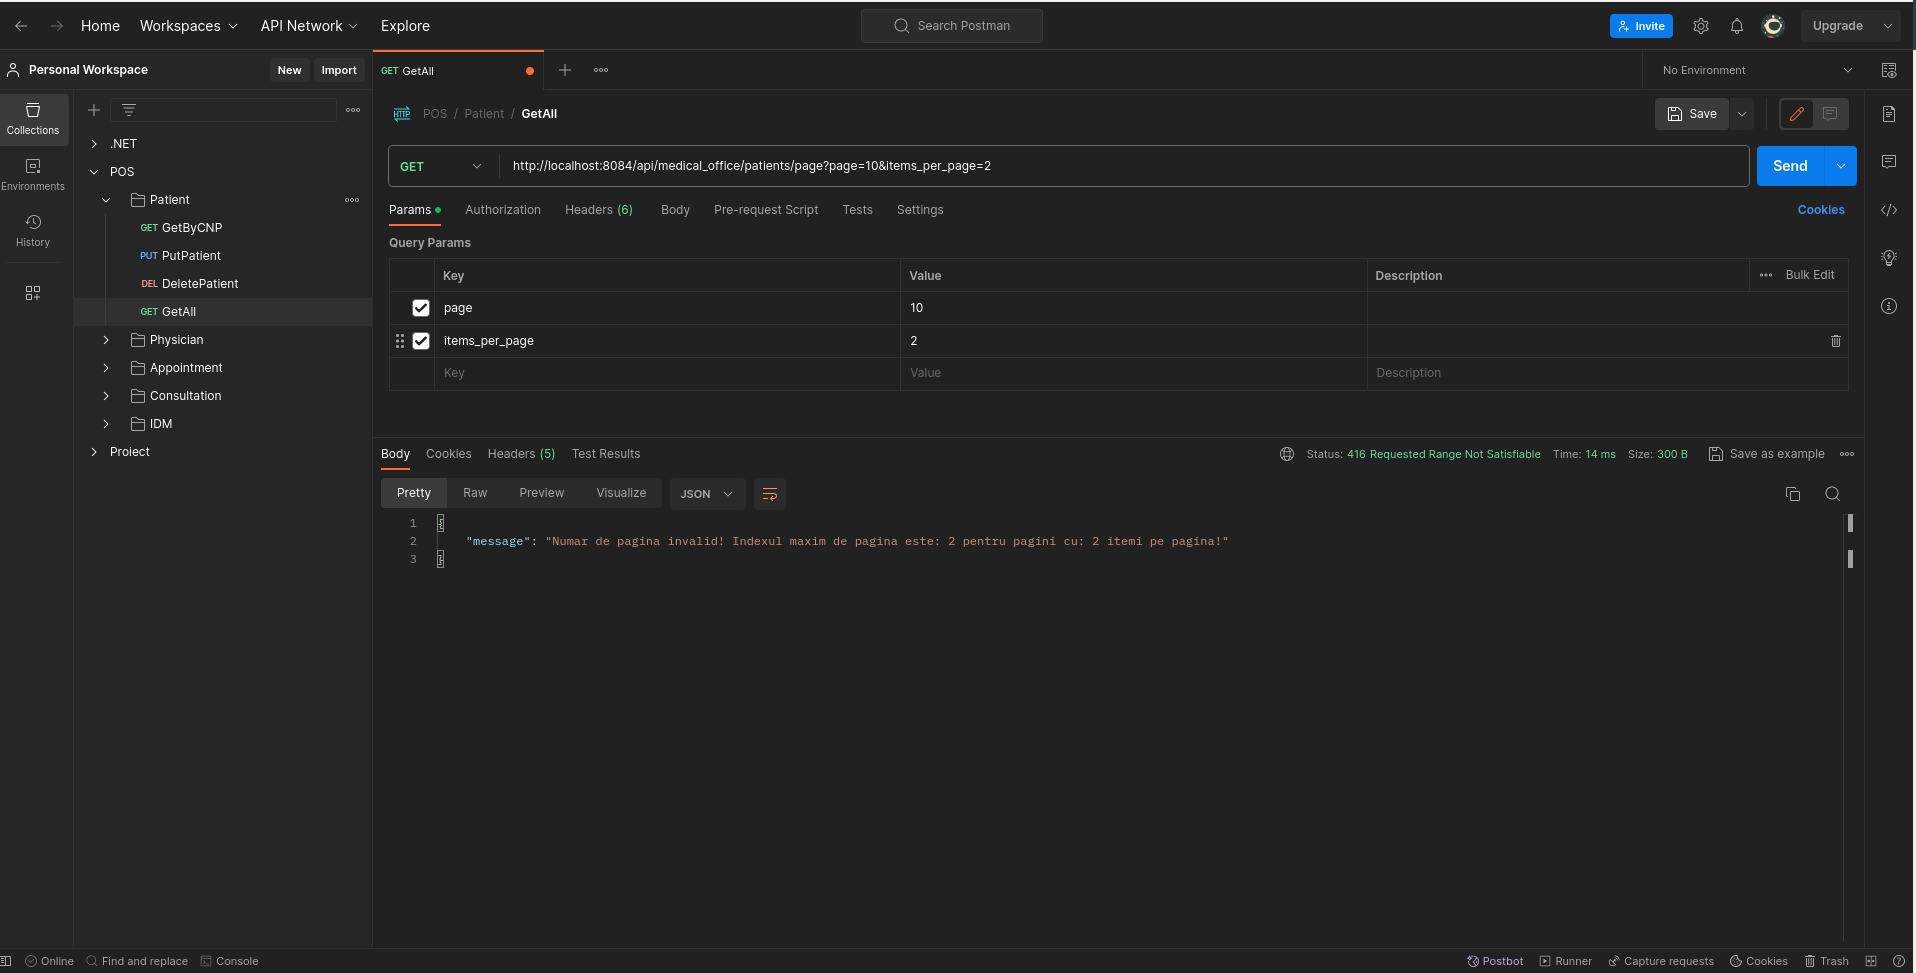 Home Workspaces API Network Explore Search Postman Invite Upgrade
Personal Workspace New Import GET GetAll No Environment
Collections
Environments
History
.NET
POS
Patient
GET GetByCNP
PUT PutPatient
DEL DeletePatient
GET GetAll
Physician
Appointment
Consultation
IDM
Proiect
HTTP POS / Patient / GetAll Save
GET http://localhost:8084/api/medical_office/patients/page?page=10&items_per_page=2 Send
Params Authorization Headers (6) Body Pre-request Script Tests Settings Cookies
Query Params
Key Value Description Bulk Edit
page 10
items_per_page 2
Key Value Description
Body Cookies Headers (5) Test Results Status: 416 Requested Range Not Satisfiable Time: 14 ms Size: 300 B Save as example
Pretty Raw Preview Visualize JSON
1 {
2 "message": "Numar de pagina invalid! Indexul maxim de pagina este: 2 pentru pagini cu: 2 itemi pe pagina!"
3 }
Online Find and replace Console Postbot Runner Capture requests Cookies Trash